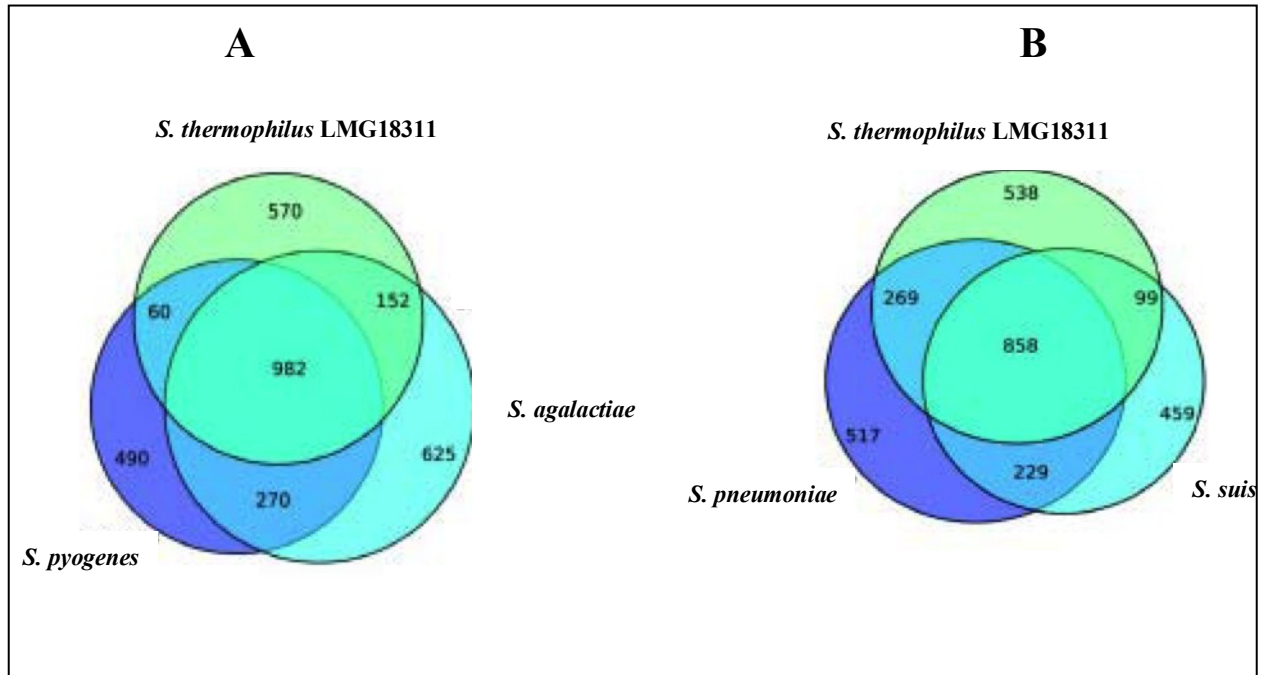 A
B
S. thermophilus LMG18311
S. thermophilus LMG18311
570
60
152
982
490
625
270
S. agalactiae
S. pyogenes
538
269
99
858
517
459
229
S. pneumoniae
S. suis